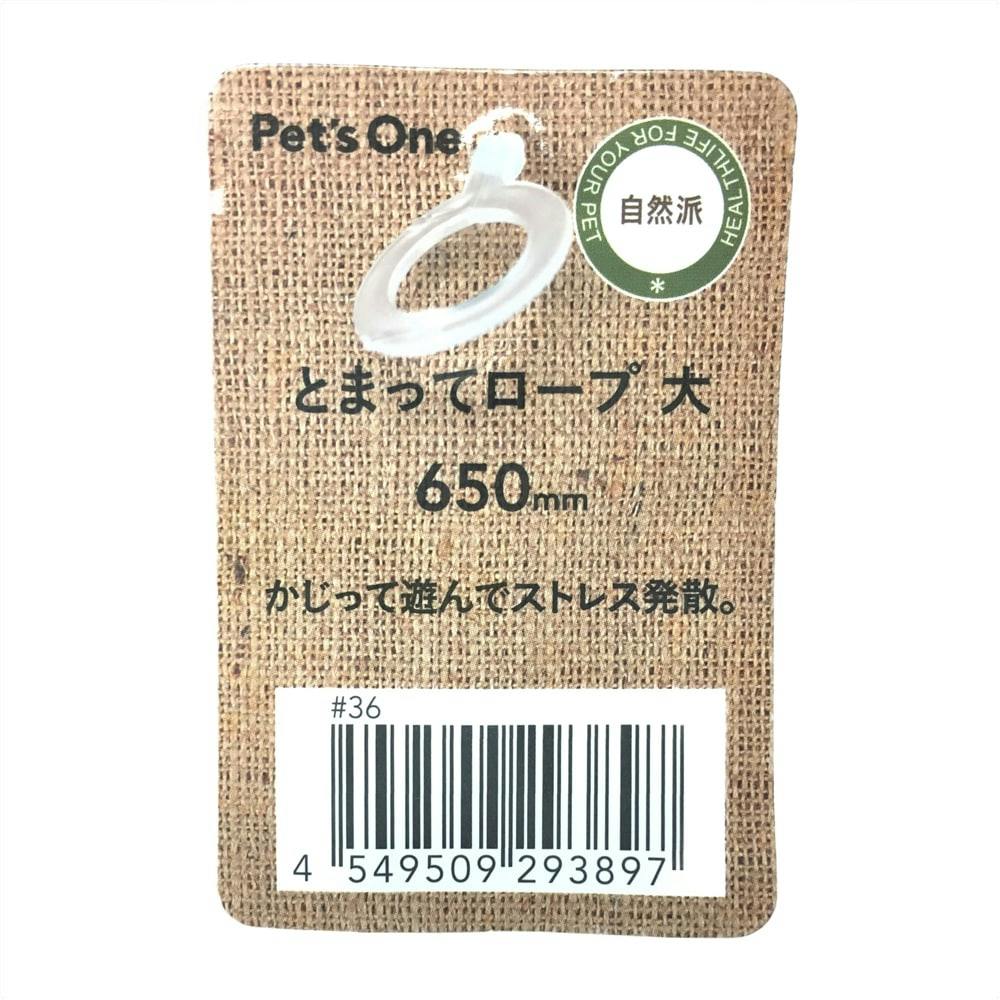 Pet's One
HEALTHLIFE FOR YOUR PET
自然派
*
とまってロープ 大
650mm
かじって遊んでストレス発散。
#36
4 549509 293897